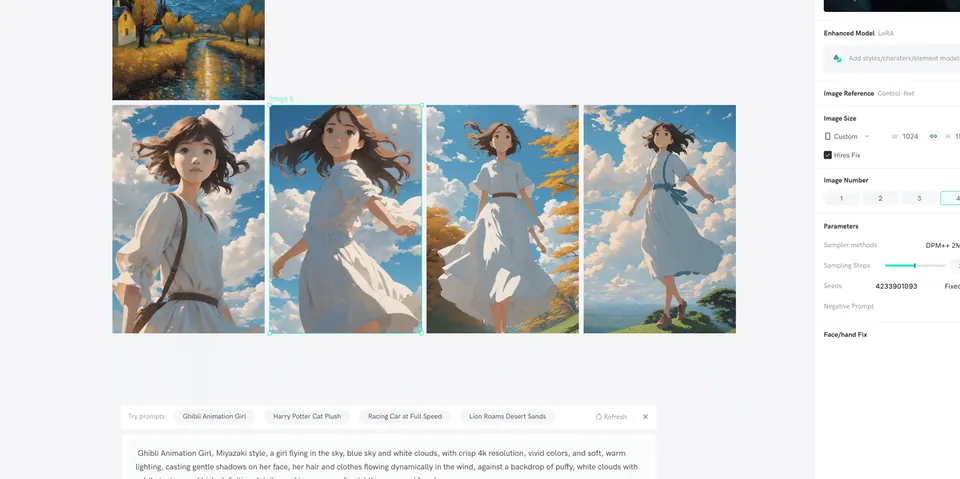 Image 5
Enhanced Model LoRA
Add styles/charaters/element model
Image Reference Control-Net
Image Size
Custom W 1024 H
Hires Fix
Image Number
1 2 3 4
Parameters
Sampler methods DPM++ 2M
Sampling Steps
Seeds 4233901093 Fixed
Negative Prompt
Face/hand Fix
Try prompts: Ghibli Animation Girl Harry Potter Cat Plush Racing Car at Full Speed Lion Roams Desert Sands Refresh
Ghibli Animation Girl, Miyazaki style, a girl flying in the sky, blue sky and white clouds, with crisp 4k resolution, vivid colors, and soft, warm
lighting, casting gentle shadows on her face, her hair and clothes flowing dynamically in the wind, against a backdrop of puffy, white clouds with